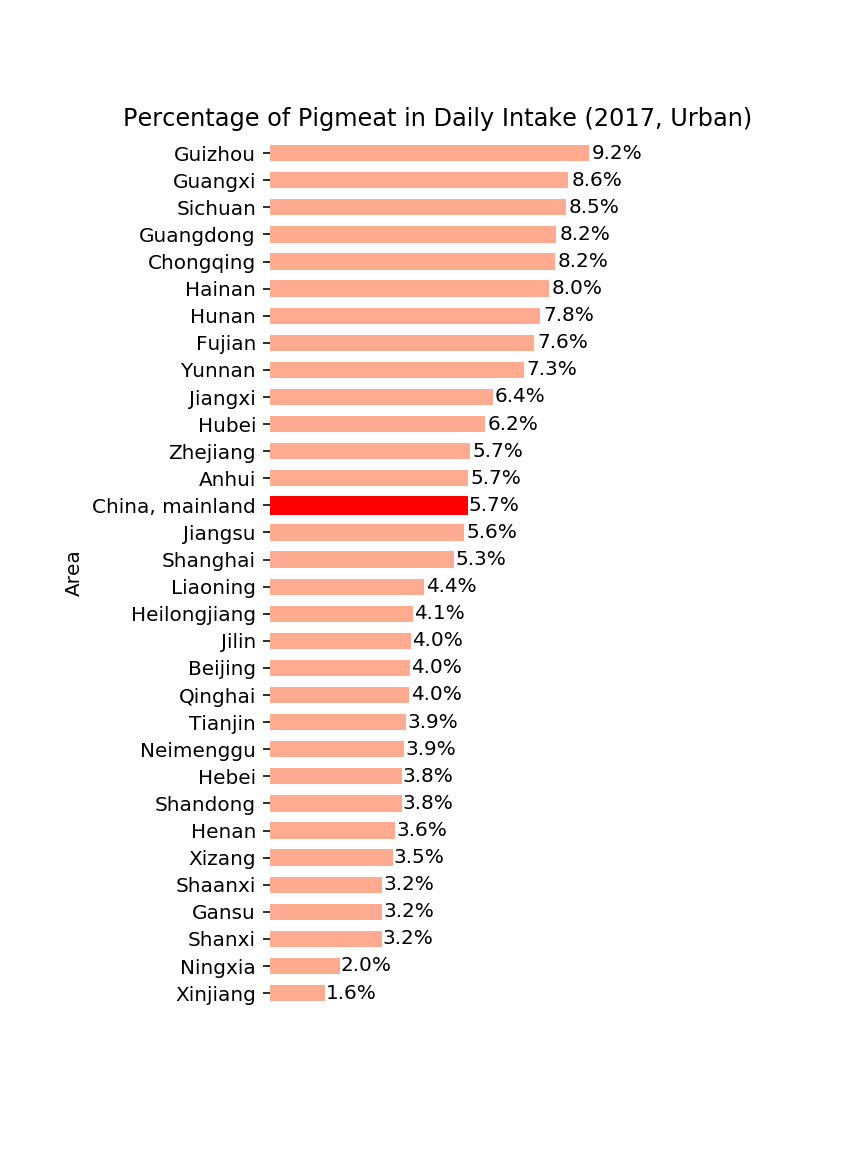 Percentage of Pigmeat in Daily Intake (2017, Urban)
Guizhou 9.2%
Guangxi 8.6%
Sichuan 8.5%
Guangdong 8.2%
Chongqing 8.2%
Hainan 8.0%
Hunan 7.8%
Fujian 7.6%
Yunnan 7.3%
Jiangxi 6.4%
Hubei 6.2%
Zhejiang 5.7%
Anhui 5.7%
China, mainland 5.7%
Jiangsu 5.6%
Shanghai 5.3%
Area
Liaoning 4.4%
Heilongjiang 4.1%
Jilin 4.0%
Beijing 4.0%
Qinghai 4.0%
Tianjin 3.9%
Neimenggu 3.9%
Hebei 3.8%
Shandong 3.8%
Henan 3.6%
Xizang 3.5%
Shaanxi 3.2%
Gansu 3.2%
Shanxi 3.2%
Ningxia 2.0%
Xinjiang 1.6%